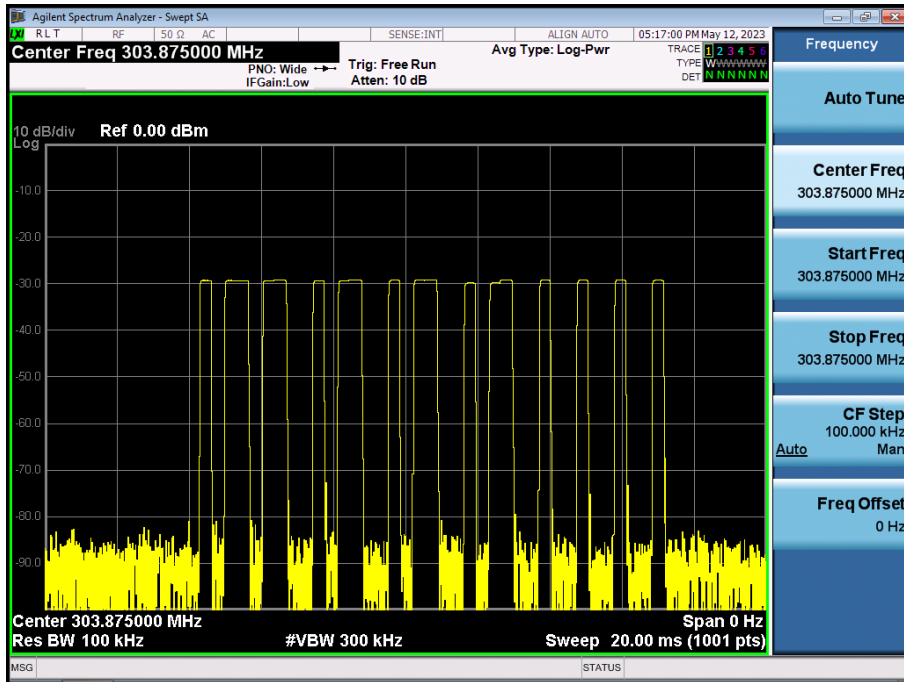 Agilent Spectrum Analyzer - Swept SA
LXI R L T RF 50 Ω AC SENSE:INT ALIGN AUTO 05:17:00 PM May 12, 2023
Center Freq 303.875000 MHz
PNO: Wide
IFGain:Low
Trig: Free Run
Atten: 10 dB
Avg Type: Log-Pwr
TRACE 1 2 3 4 5 6
TYPE W W W W W W
DET N N N N N N
10 dB/div Ref 0.00 dBm
Log
-10.0
-20.0
-30.0
-40.0
-50.0
-60.0
-70.0
-80.0
-90.0
Center 303.875000 MHz Span 0 Hz
Res BW 100 kHz #VBW 300 kHz Sweep 20.00 ms (1001 pts)
MSG STATUS
Frequency
Auto Tune
Center Freq
303.875000 MHz
Start Freq
303.875000 MHz
Stop Freq
303.875000 MHz
CF Step
100.000 kHz
Auto Man
Freq Offset
0 Hz